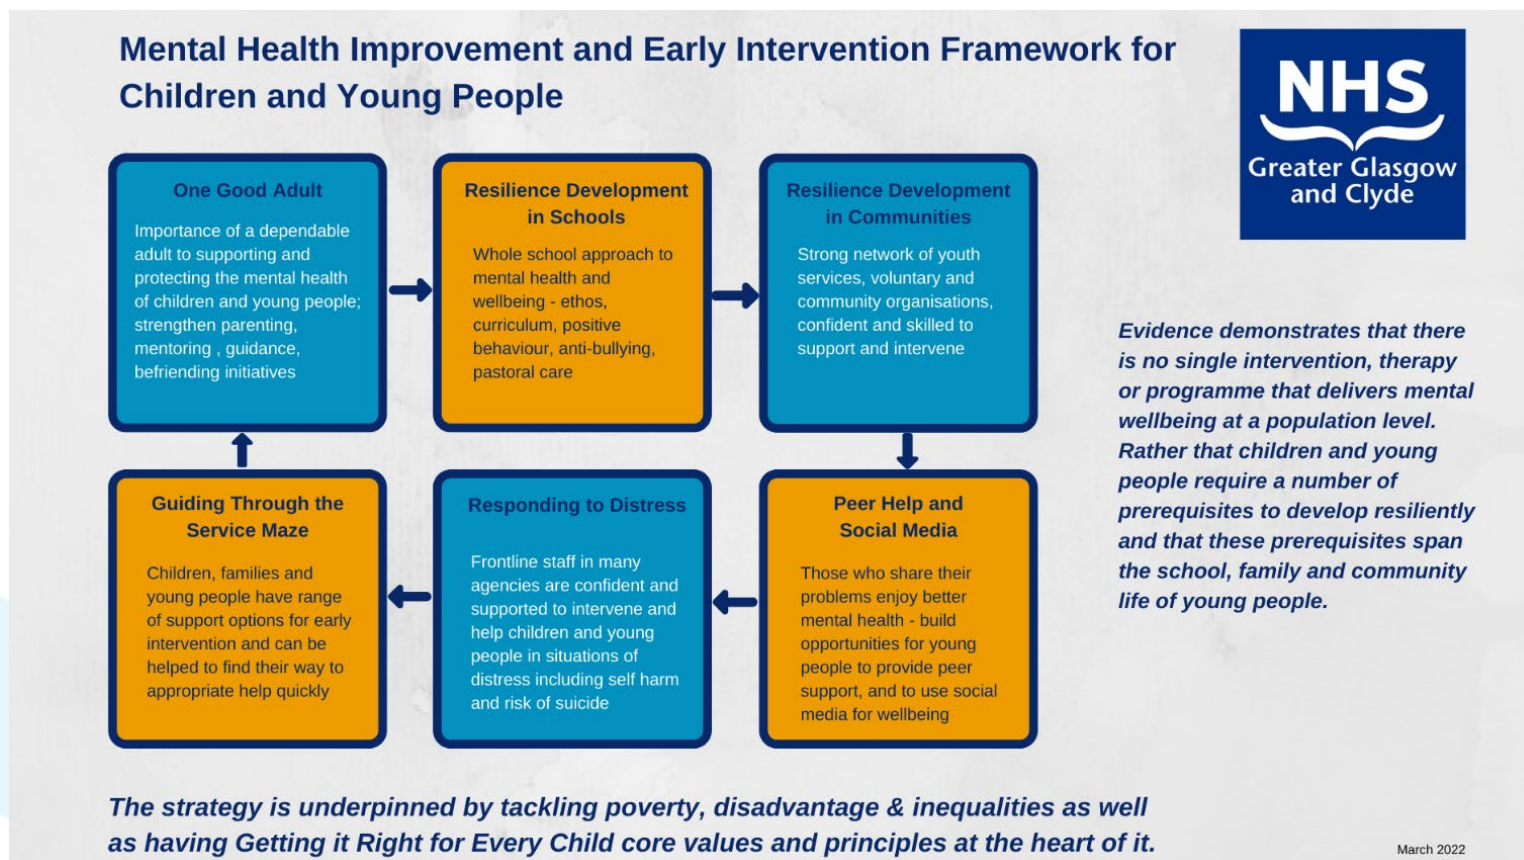 Mental Health Improvement and Early Intervention Framework for
Children and Young People
NHS
Greater Glasgow
and Clyde
One Good Adult
Importance of a dependable
adult to supporting and
protecting the mental health
of children and young people;
strengthen parenting,
mentoring , guidance,
befriending initiatives
Resilience Development
in Schools
Whole school approach to
mental health and
wellbeing - ethos,
curriculum, positive
behaviour, anti-bullying,
pastoral care
Resilience Development
in Communities
Strong network of youth
services, voluntary and
community organisations,
confident and skilled to
support and intervene
Peer Help and
Social Media
Those who share their
problems enjoy better
mental health - build
opportunities for young
people to provide peer
support, and to use social
media for wellbeing
Responding to Distress
Frontline staff in many
agencies are confident and
supported to intervene and
help children and young
people in situations of
distress including self harm
and risk of suicide
Guiding Through the
Service Maze
Children, families and
young people have range
of support options for early
intervention and can be
helped to find their way to
appropriate help quickly
Evidence demonstrates that there
is no single intervention, therapy
or programme that delivers mental
wellbeing at a population level.
Rather that children and young
people require a number of
prerequisites to develop resiliently
and that these prerequisites span
the school, family and community
life of young people.
The strategy is underpinned by tackling poverty, disadvantage & inequalities as well
as having Getting it Right for Every Child core values and principles at the heart of it.
March 2022